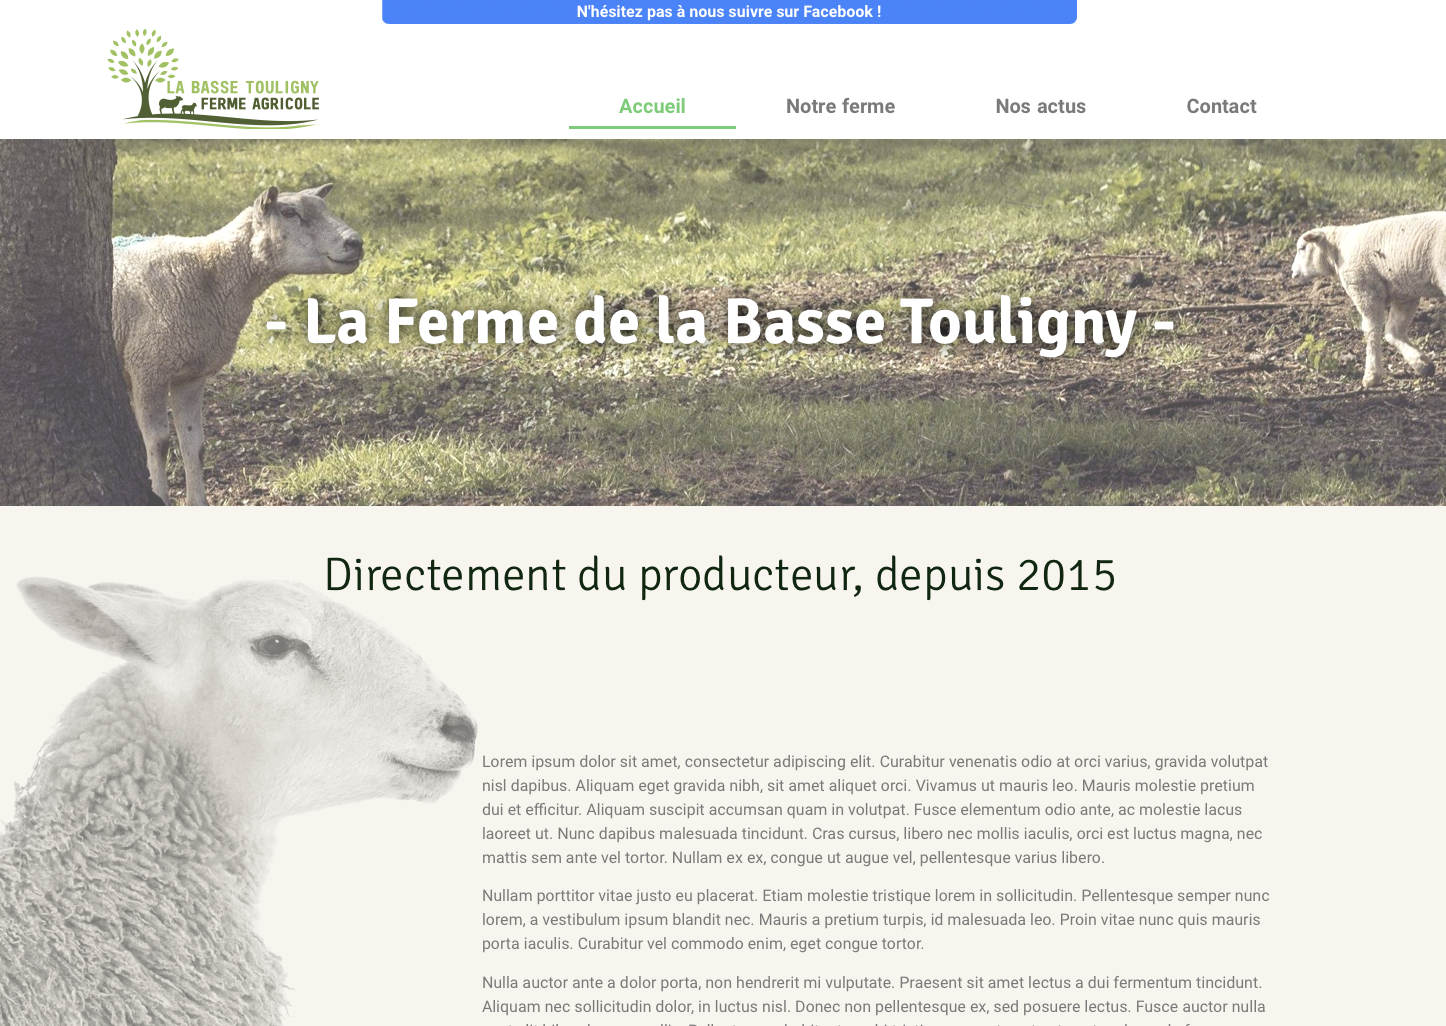 N'hésitez pas à nous suivre sur Facebook !
LA BASSE TOULIGNY
FERME AGRICOLE
Accueil
Notre ferme
Nos actus
Contact
- La Ferme de la Basse Touligny -
Directement du producteur, depuis 2015
Lorem ipsum dolor sit amet, consectetur adipiscing elit. Curabitur venenatis odio at orci varius, gravida volutpat
nisl dapibus. Aliquam eget gravida nibh, sit amet aliquet orci. Vivamus ut mauris leo. Mauris molestie pretium
dui et efficitur. Aliquam suscipit accumsan quam in volutpat. Fusce elementum odio ante, ac molestie lacus
laoreet ut. Nunc dapibus malesuada tincidunt. Cras cursus, libero nec mollis iaculis, orci est luctus magna, nec
mattis sem ante vel tortor. Nullam ex ex, congue ut augue vel, pellentesque varius libero.
Nullam porttitor vitae justo eu placerat. Etiam molestie tristique lorem in sollicitudin. Pellentesque semper nunc
lorem, a vestibulum ipsum blandit nec. Mauris a pretium turpis, id malesuada leo. Proin vitae nunc quis mauris
porta iaculis. Curabitur vel commodo enim, eget congue tortor.
Nulla auctor ante a dolor porta, non hendrerit mi vulputate. Praesent sit amet lectus a dui fermentum tincidunt.
Aliquam nec sollicitudin dolor, in luctus nisl. Donec non pellentesque ex, sed posuere lectus. Fusce auctor nulla